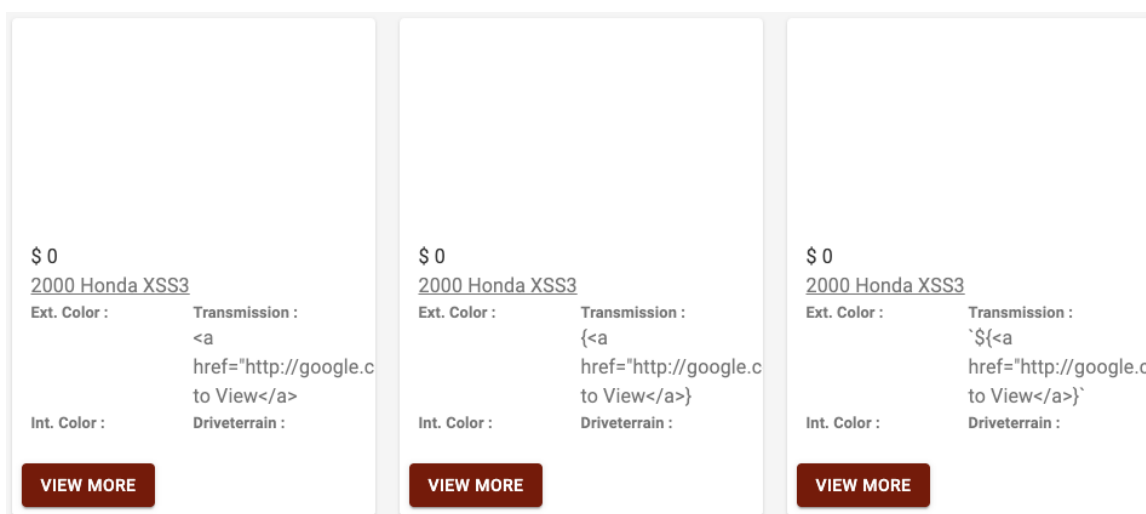 $ 0
2000 Honda XSS3
Ext. Color :
Transmission :
<a
href="http://google.c
to View</a>
Int. Color :
Driveterrain :
VIEW MORE
$ 0
2000 Honda XSS3
Ext. Color :
Transmission :
{<a
href="http://google.c
to View</a>}
Int. Color :
Driveterrain :
VIEW MORE
$ 0
2000 Honda XSS3
Ext. Color :
Transmission :
`${<a
href="http://google.c
to View</a>}`
Int. Color :
Driveterrain :
VIEW MORE